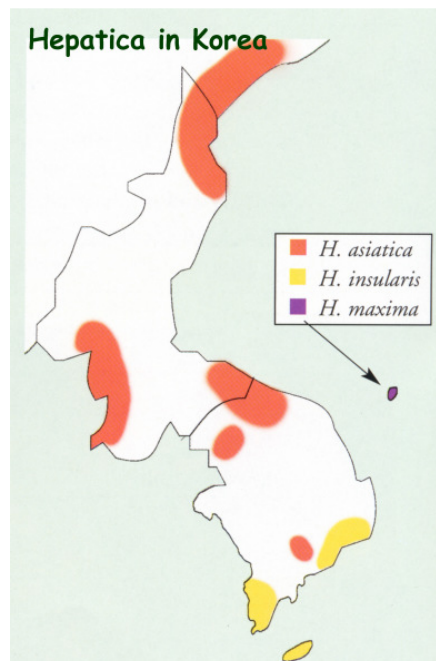 Hepatica in Korea
H. asiatica
H. insularis
H. maxima